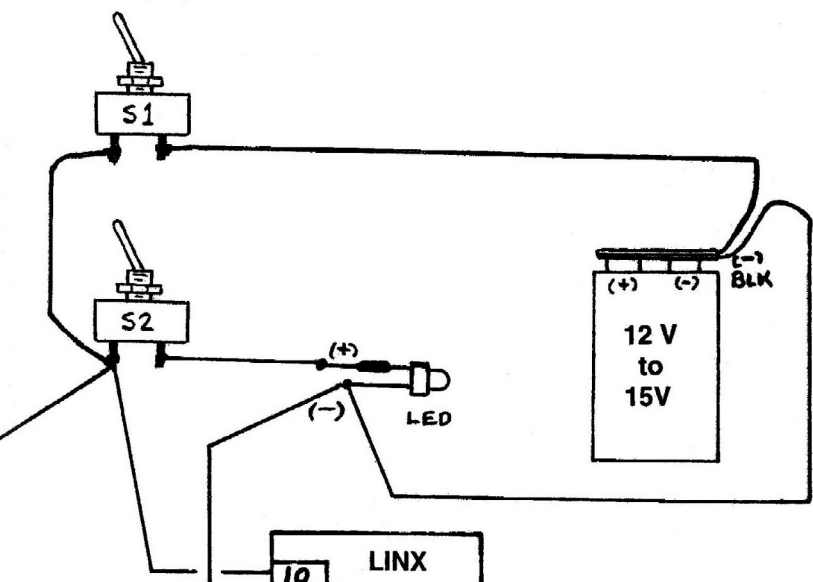 S1
(-)
BLK
(+) (-)
S2
12 V
to
15V
(+)
(-)
LED
LINX
10